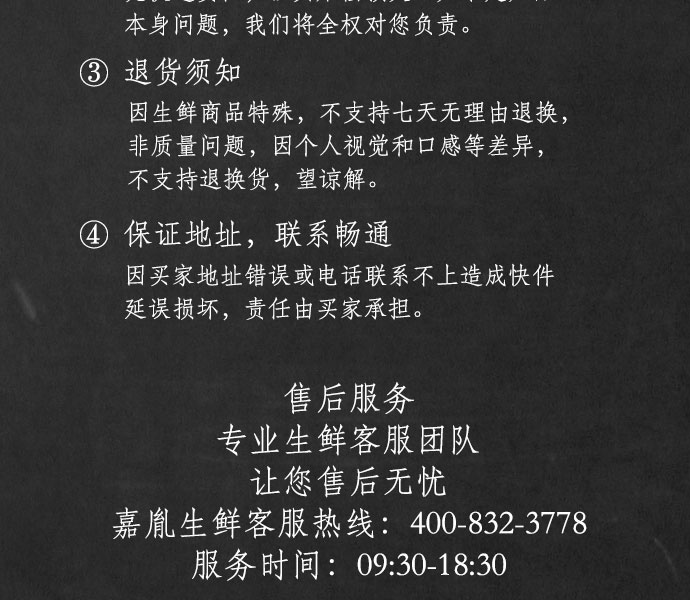 本身问题，我们将全权对您负责。
③ 退货须知
因生鲜商品特殊，不支持七天无理由退换，
非质量问题，因个人视觉和口感等差异，
不支持退换货，望谅解。
④ 保证地址，联系畅通
因买家地址错误或电话联系不上造成快件
延误损坏，责任由买家承担。
售后服务
专业生鲜客服团队
让您售后无忧
嘉胤生鲜客服热线：400-832-3778
服务时间：09:30-18:30